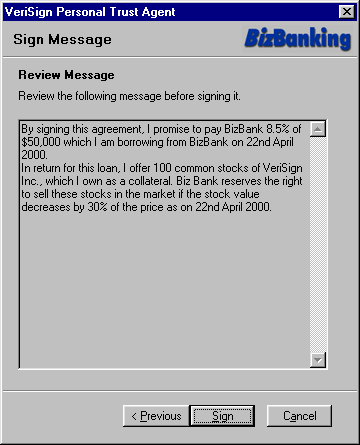 VeriSign Personal Trust Agent
Sign Message
BizBanking
Review Message
Review the following message before signing it.
By signing this agreement, I promise to pay BizBank 8.5% of
$50,000 which I am borrowing from BizBank on 22nd April
2000.
In return for this loan, I offer 100 common stocks of VeriSign
Inc., which I own as a collateral. Biz Bank reserves the right
to sell these stocks in the market if the stock value
decreases by 30% of the price as on 22nd April 2000.
< Previous
Sign
Cancel